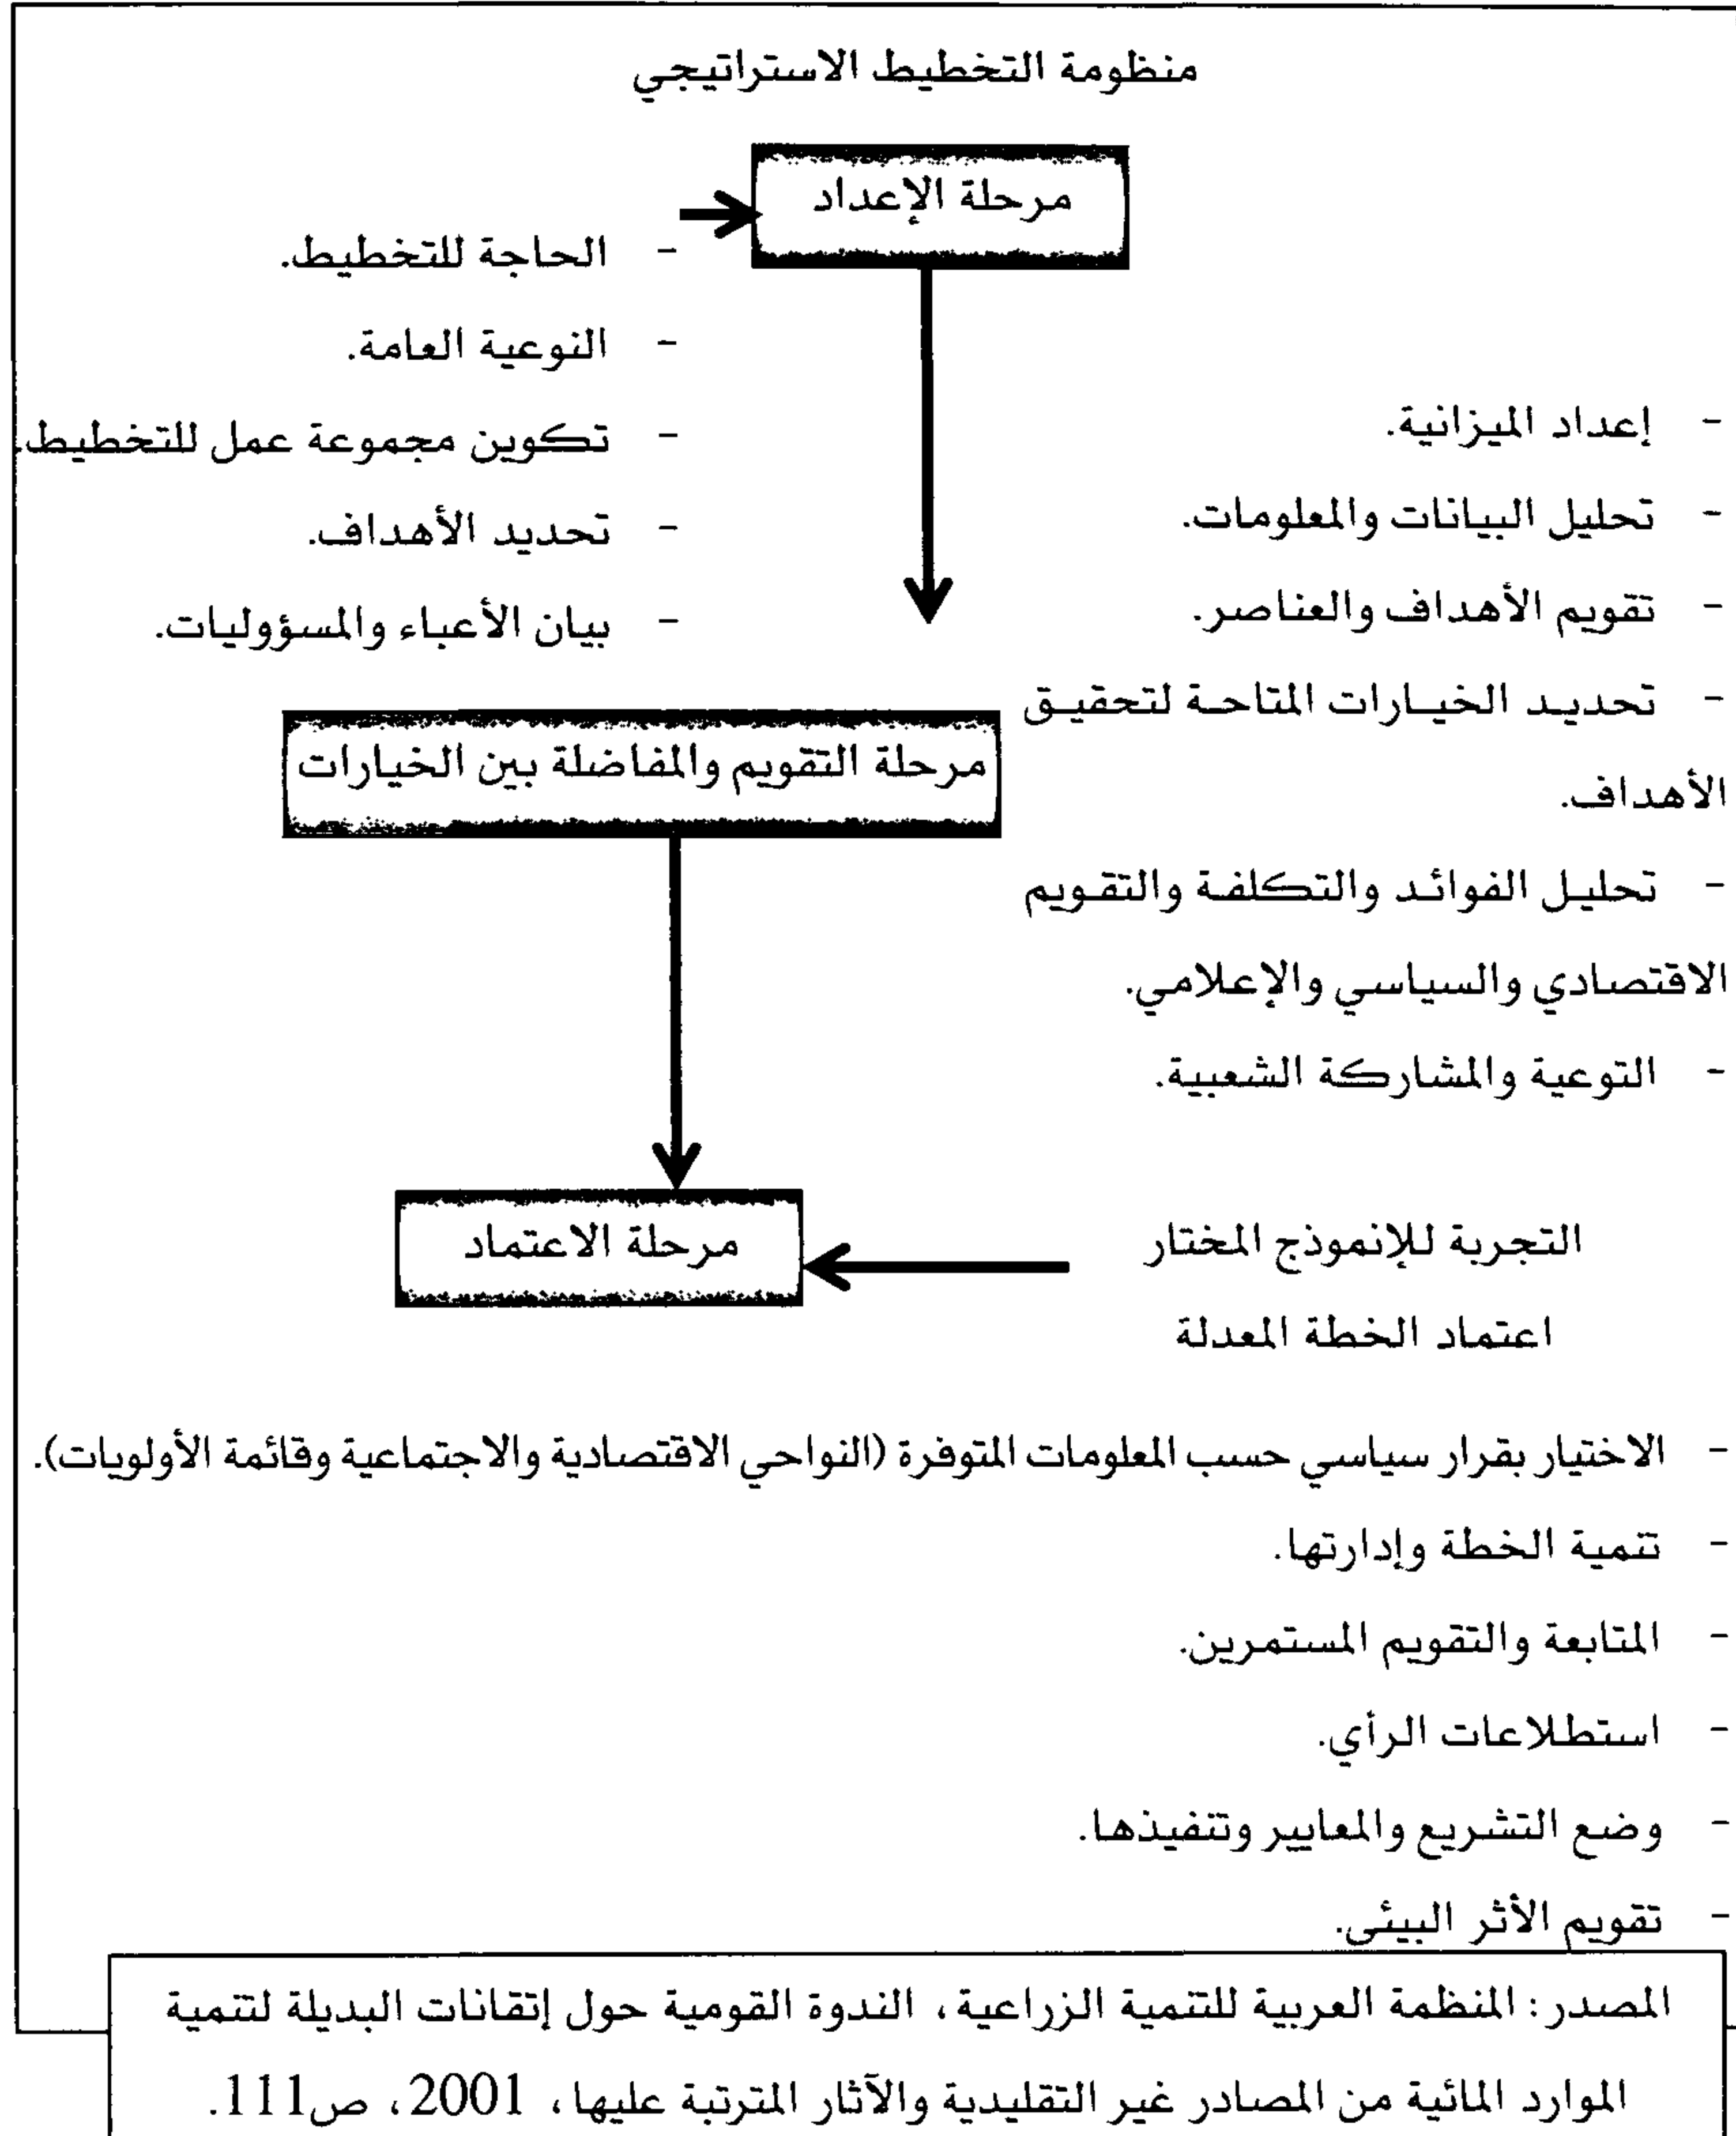 منظومة التخطيط الاستراتيجي
مرحلة الإعداد
- الحاجة للتخطيط.
- النوعية العامة.
- تكوين مجموعة عمل للتخطيط.
- تحديد الأهداف.
- بيان الأعباء والمسؤوليات.
- إعداد الميزانية.
- تحليل البيانات والمعلومات.
- تقويم الأهداف والعناصر.
- تحديد الخيارات المتاحة لتحقيق
الأهداف.
- تحليل الفوائد والتكلفة والتقويم
الاقتصادي والسياسي والإعلامي.
- التوعية والمشاركة الشعبية.
مرحلة التقويم والمفاضلة بين الخيارات
مرحلة الاعتماد
التجربة للإنموذج المختار
اعتماد الخطة المعدلة
- الاختيار بقرار سياسي حسب المعلومات المتوفرة (النواحي الاقتصادية والاجتماعية وقائمة الأولويات).
- تنمية الخطة وإدارتها.
- المتابعة والتقويم المستمرين.
- استطلاعات الرأي.
- وضع التشريع والمعايير وتنفيذها.
- تقويم الأثر البيئي.
المصدر: المنظمة العربية للتنمية الزراعية، الندوة القومية حول إتقانات البديلة لتنمية
الموارد المائية من المصادر غير التقليدية والآثار المترتبة عليها، 2001، ص111.